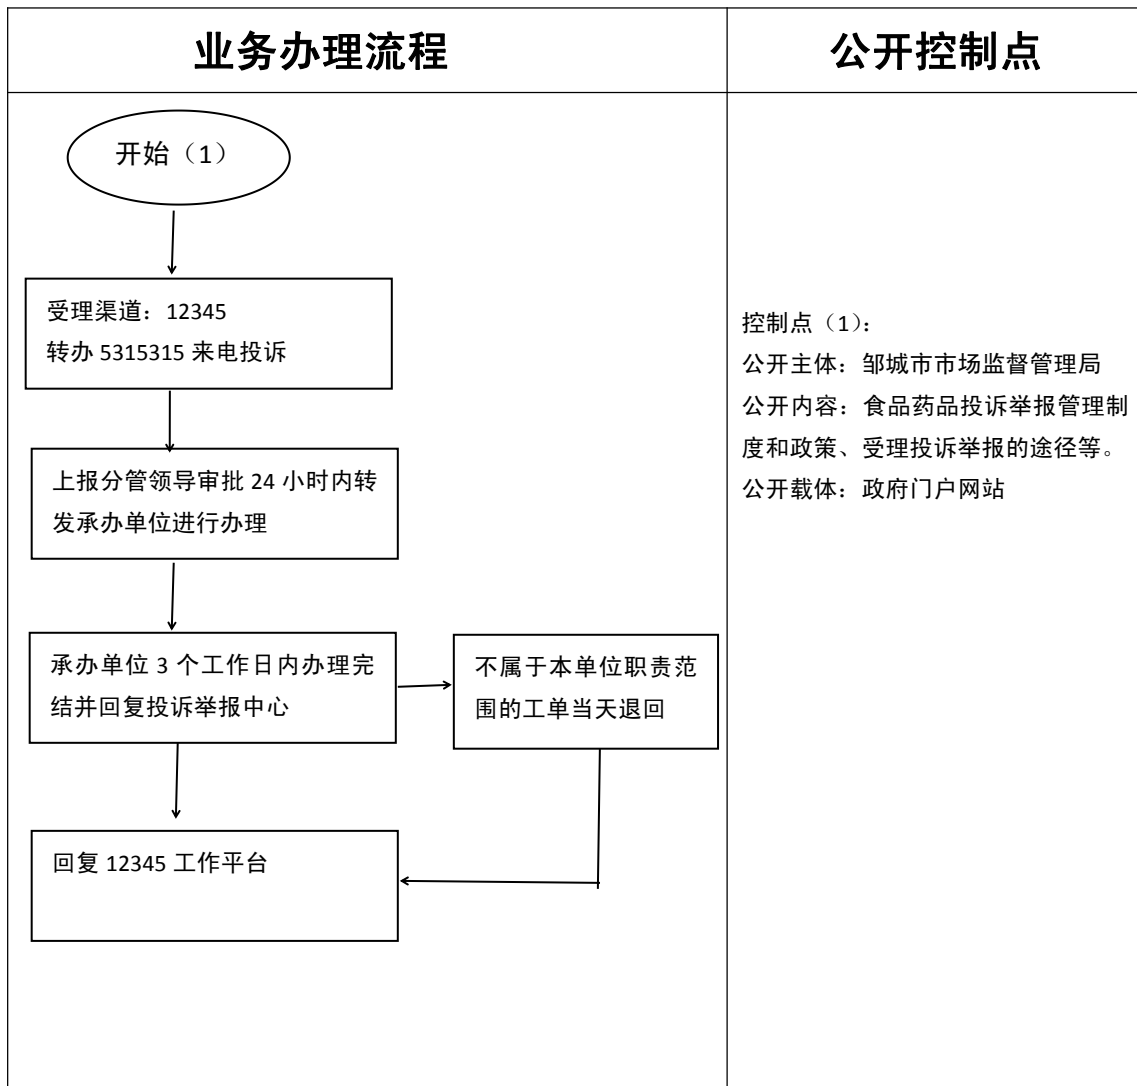 业务办理流程
公开控制点
开始（1）
受理渠道：12345
转办 5315315 来电投诉
上报分管领导审批 24 小时内转
发承办单位进行办理
承办单位 3 个工作日内办理完
结并回复投诉举报中心
不属于本单位职责范
围的工单当天退回
回复 12345 工作平台
控制点（1）：
公开主体：邹城市市场监督管理局
公开内容：食品药品投诉举报管理制
度和政策、受理投诉举报的途径等。
公开载体：政府门户网站